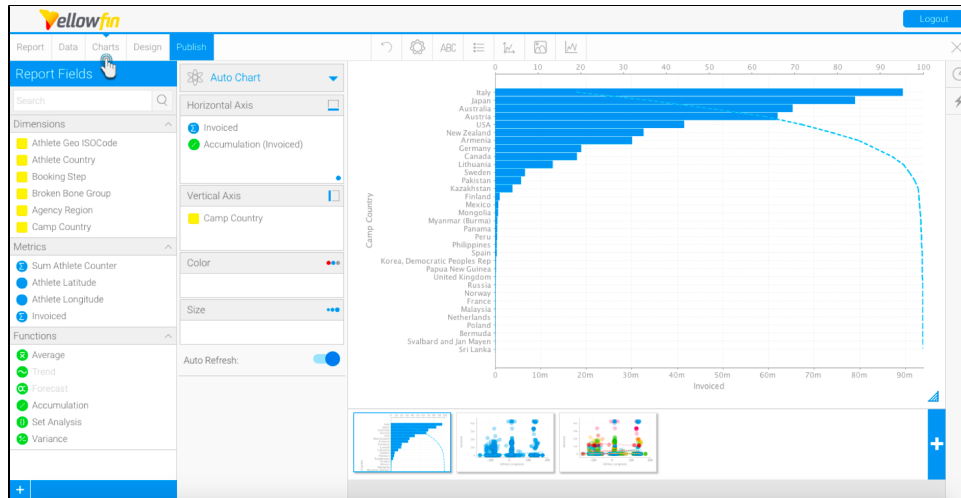 Yellowfin
Logout
Report
Data
Charts
Design
Publish
ABC
Report Fields
Search
Dimensions
Athlete Geo ISOCode
Athlete Country
Booking Step
Broken Bone Group
Agency Region
Camp Country
Metrics
Sum Athlete Counter
Athlete Latitude
Athlete Longitude
Invoiced
Functions
Average
Trend
Forecast
Accumulation
Set Analysis
Variance
Auto Chart
Horizontal Axis
Invoiced
Accumulation (Invoiced)
Vertical Axis
Camp Country
Color
Size
Auto Refresh:
0 10 20 30 40 50 60 70 80 90 100
Camp Country
Italy
Japan
Australia
Austria
USA
New Zealand
Armenia
Germany
Canada
Lithuania
Sweden
Pakistan
Kazakhstan
Finland
Mexico
Mongolia
Myanmar (Burma)
Panama
Peru
Philippines
Spain
Korea, Democratic Peoples Rep
Papua New Guinea
United Kingdom
Russia
Norway
France
Malaysia
Netherlands
Poland
Bermuda
Svalbard and Jan Mayen
Sri Lanka
0 10m 20m 30m 40m 50m 60m 70m 80m 90m
Invoiced